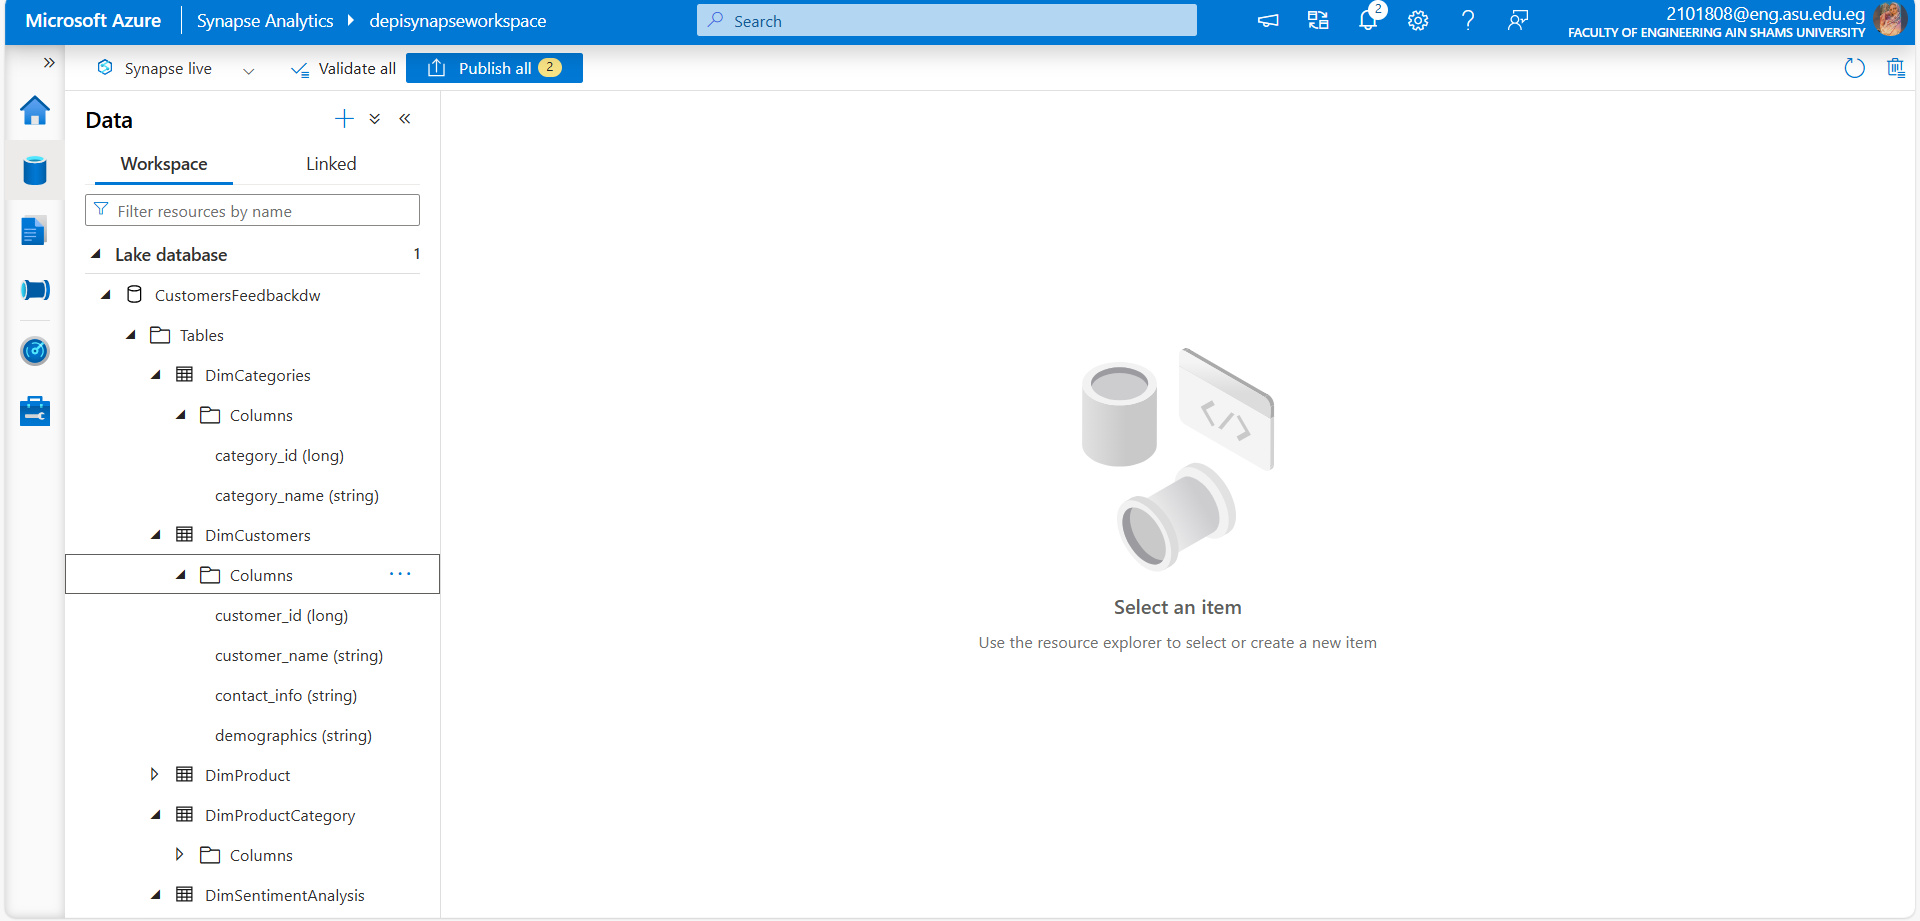 Microsoft Azure
Synapse Analytics
depisynapseworkspace
Search
2
2101808@eng.asu.edu.eg
FACULTY OF ENGINEERING AIN SHAMS UNIVERSITY
Synapse live
Validate all
Publish all 2
Data
Workspace
Linked
Filter resources by name
Lake database 1
CustomersFeedbackdw
Tables
DimCategories
Columns
category_id (long)
category_name (string)
DimCustomers
Columns
customer_id (long)
customer_name (string)
contact_info (string)
demographics (string)
DimProduct
DimProductCategory
Columns
DimSentimentAnalysis
Select an item
Use the resource explorer to select or create a new item